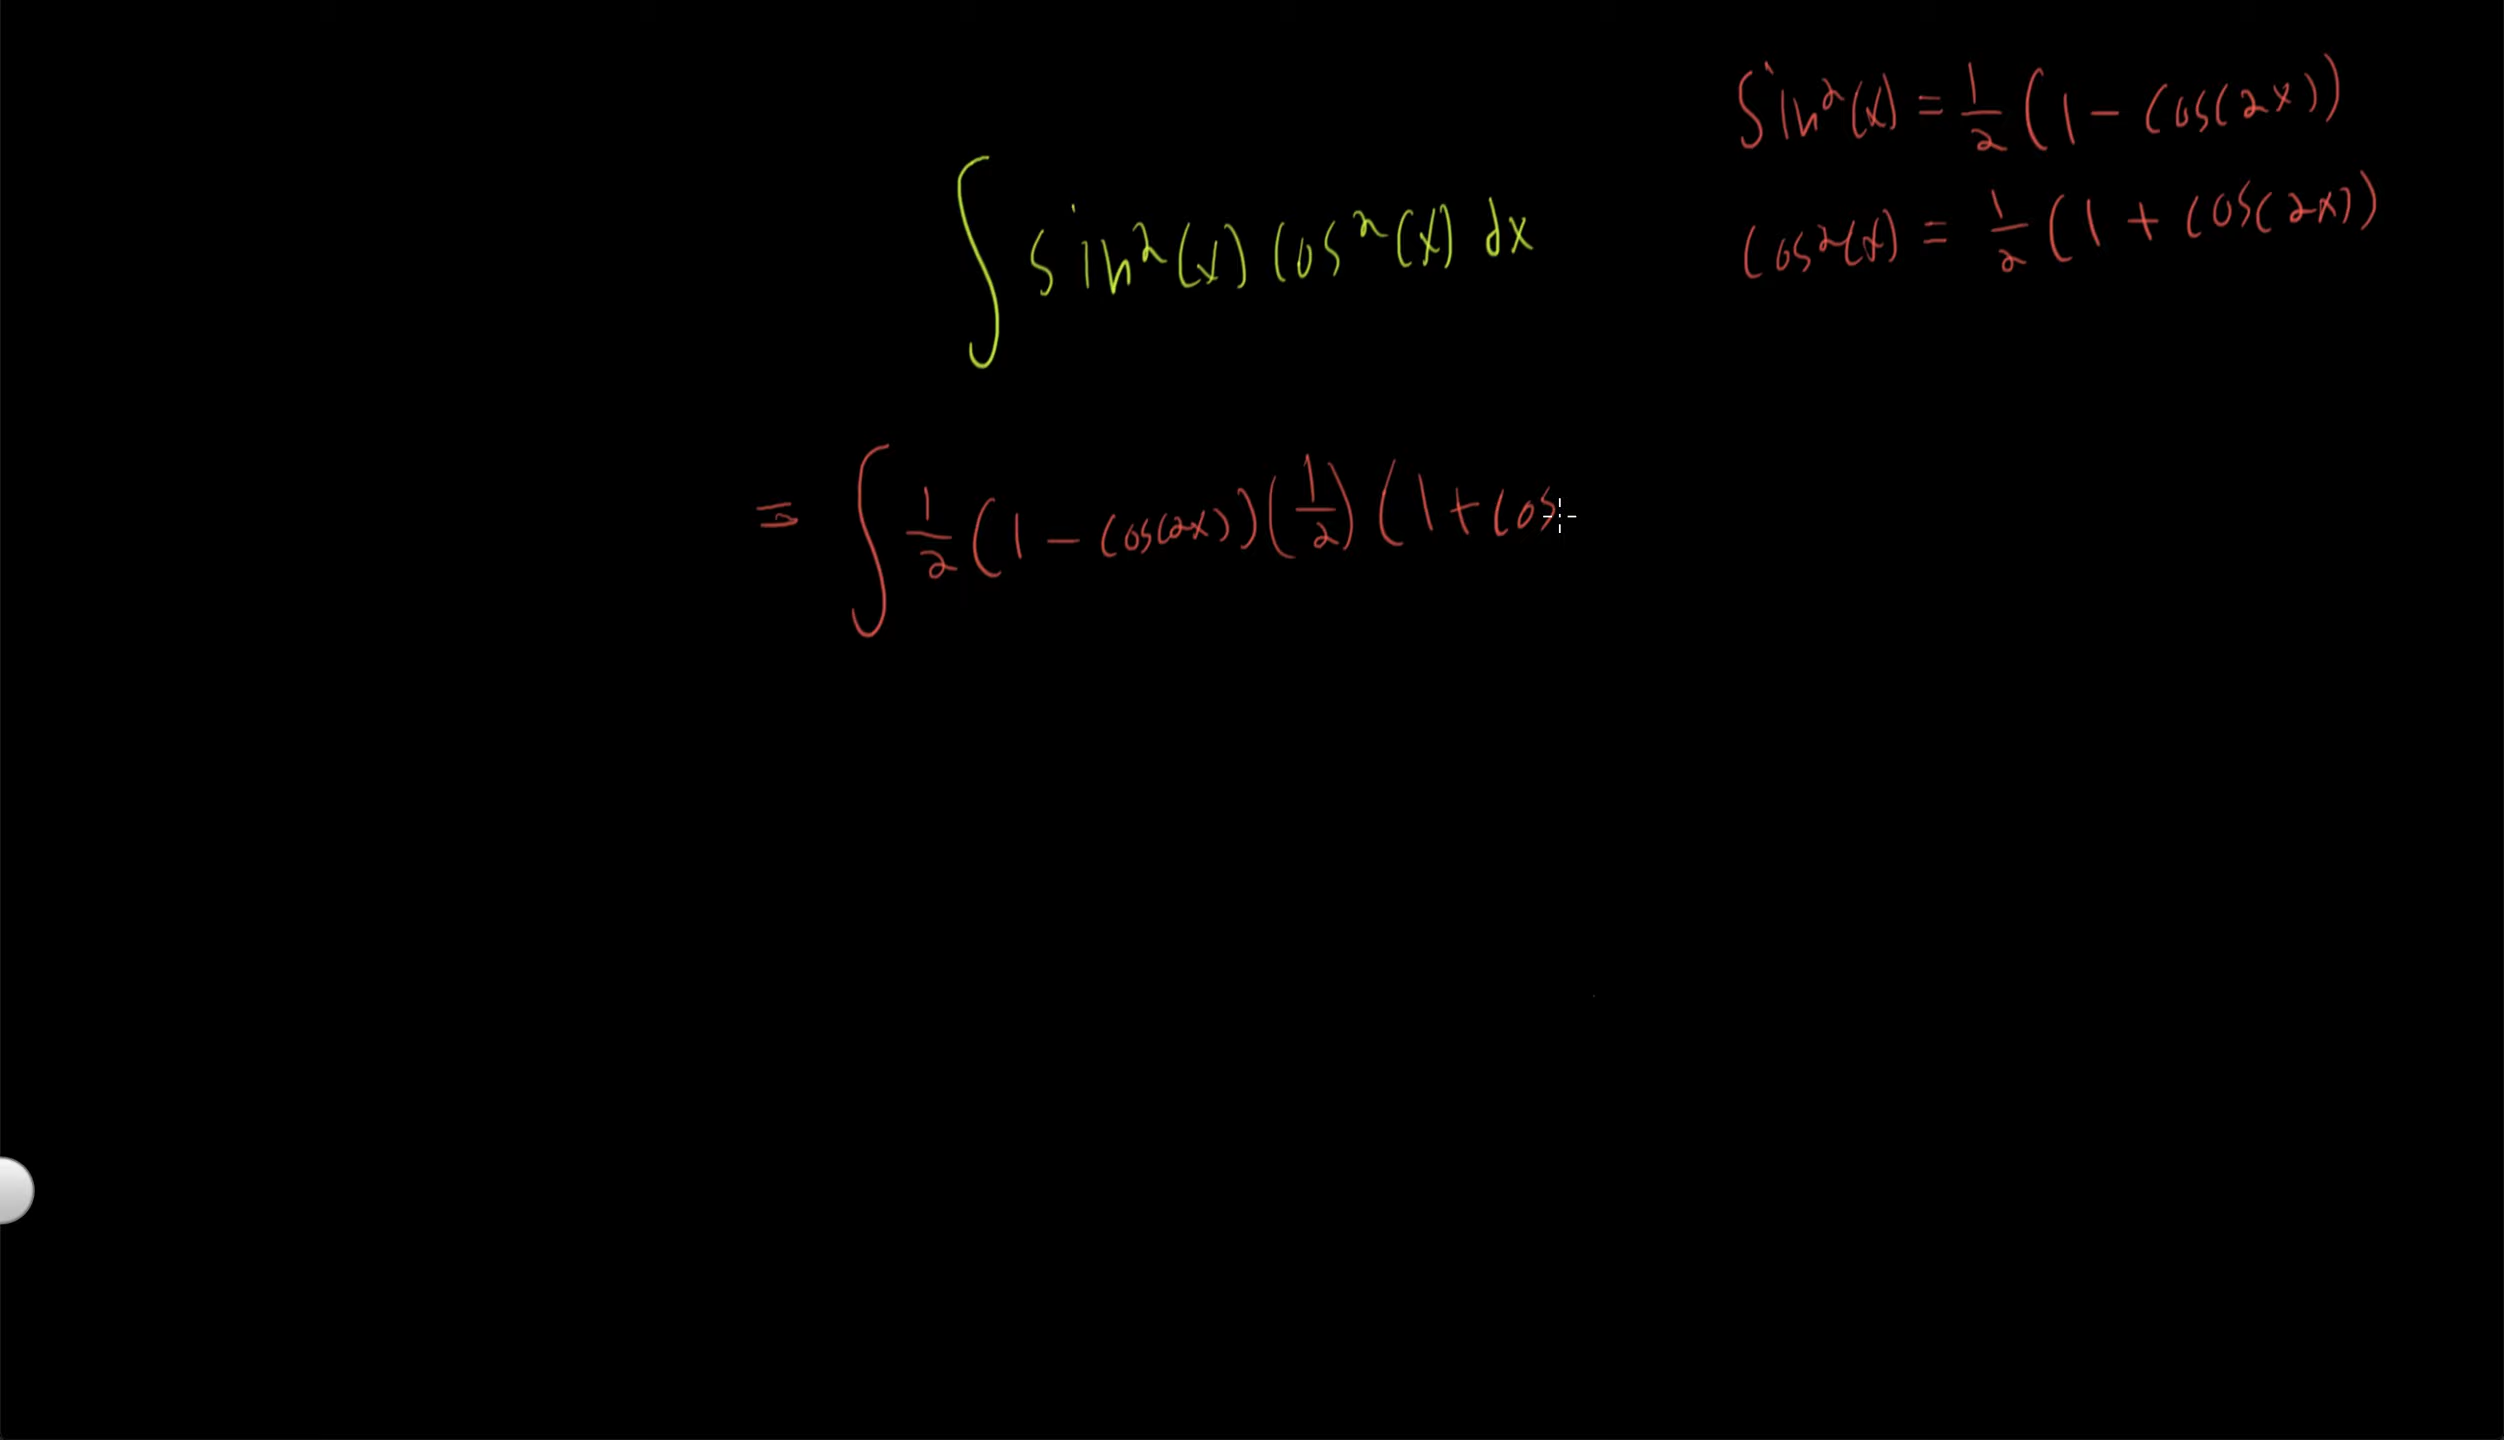 sin²(x) = 1/2 (1 - cos(2x))
cos²(x) = 1/2 (1 + cos(2x))
∫ sin²(x) cos²(x) dx
= ∫ 1/2 (1 - cos(2x)) (1/2) (1 + cos